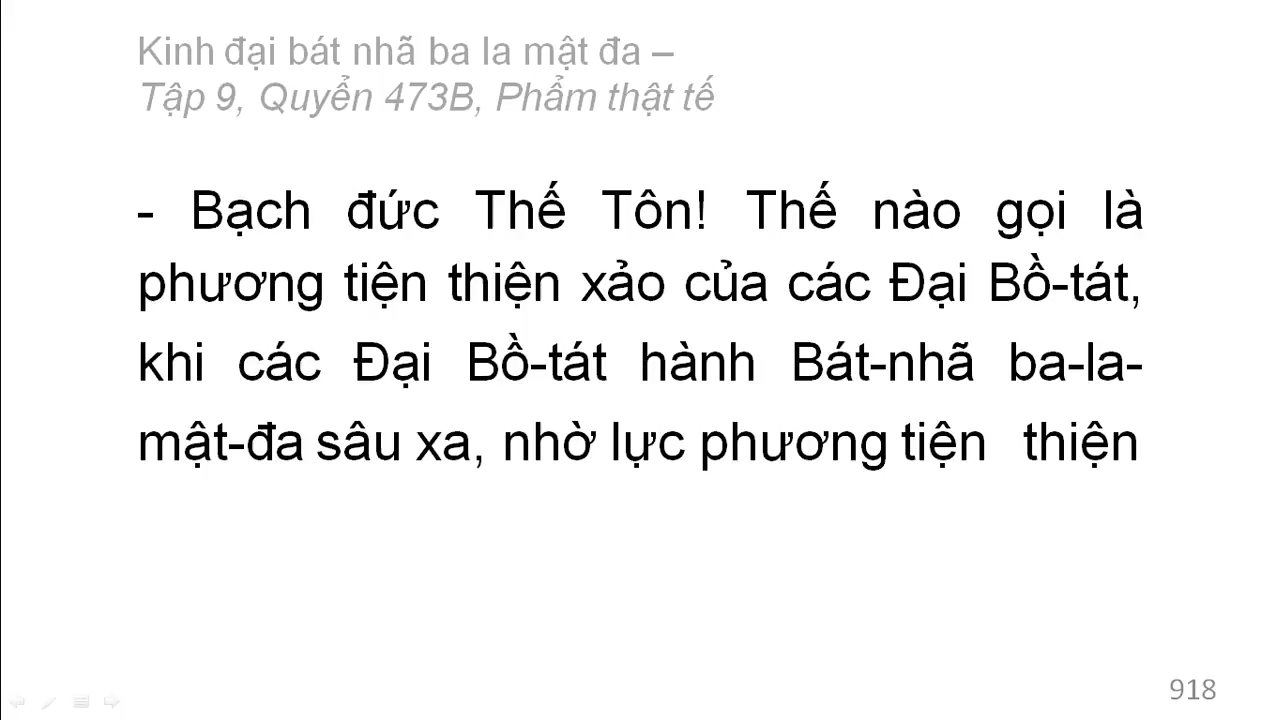 Kinh đại bát nhã ba la mật đa –
Tập 9, Quyển 473B, Phẩm thật tế
- Bạch đức Thế Tôn! Thế nào gọi là
phương tiện thiện xảo của các Đại Bồ-tát,
khi các Đại Bồ-tát hành Bát-nhã ba-la-
mật-đa sâu xa, nhờ lực phương tiện thiện
918